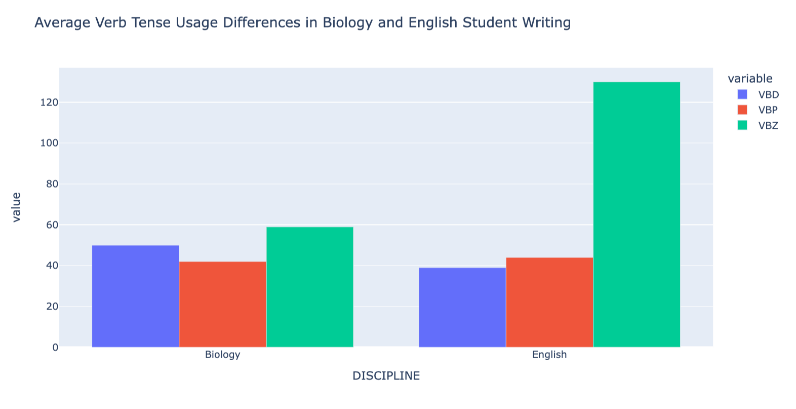 Average Verb Tense Usage Differences in Biology and English Student Writing
variable
VBD
VBP
VBZ
120
100
80
60
40
20
0
value
Biology
English
DISCIPLINE